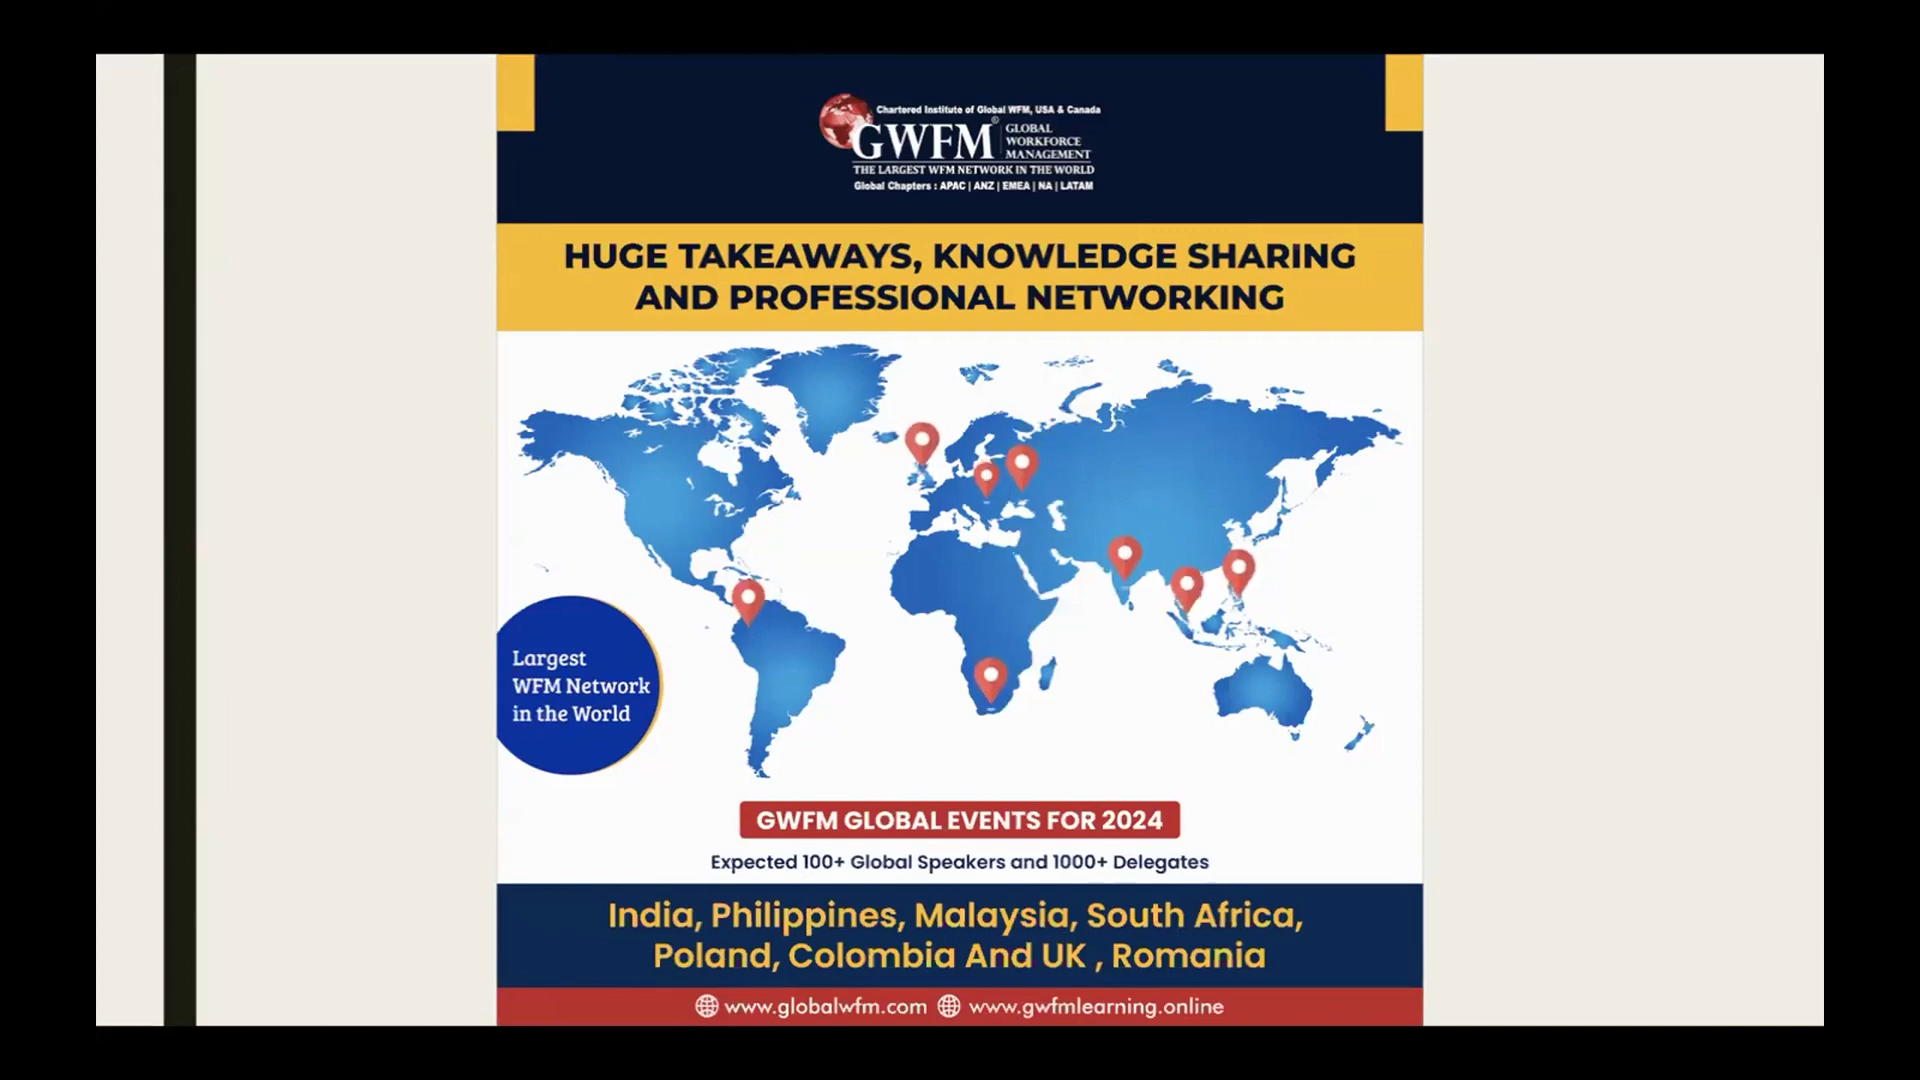 Chartered Institute of Global WFM, USA & Canada
GWFM® GLOBAL
WORKFORCE
MANAGEMENT
THE LARGEST WFM NETWORK IN THE WORLD
Global Chapters : APAC | ANZ | EMEA | NA | LATAM
HUGE TAKEAWAYS, KNOWLEDGE SHARING
AND PROFESSIONAL NETWORKING
Largest
WFM Network
in the World
GWFM GLOBAL EVENTS FOR 2024
Expected 100+ Global Speakers and 1000+ Delegates
India, Philippines, Malaysia, South Africa,
Poland, Colombia And UK , Romania
www.globalwfm.com www.gwfmlearning.online